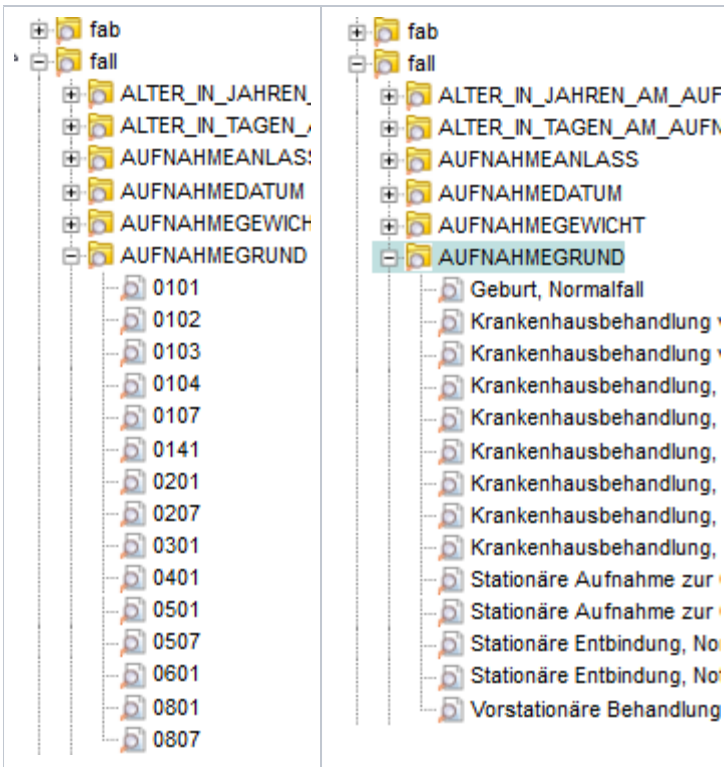 fab
fall
ALTER_IN_JAHREN_
ALTER_IN_TAGEN_
AUFNAHMEANLASS
AUFNAHMEDATUM
AUFNAHMEGEWICH
AUFNAHMEGRUND
0101
0102
0103
0104
0107
0141
0201
0207
0301
0401
0501
0507
0601
0801
0807
fab
fall
ALTER_IN_JAHREN_AM_AUF
ALTER_IN_TAGEN_AM_AUFN
AUFNAHMEANLASS
AUFNAHMEDATUM
AUFNAHMEGEWICHT
AUFNAHMEGRUND
Geburt, Normalfall
Krankenhausbehandlung
Krankenhausbehandlung
Krankenhausbehandlung,
Krankenhausbehandlung,
Krankenhausbehandlung,
Krankenhausbehandlung,
Krankenhausbehandlung,
Krankenhausbehandlung,
Stationäre Aufnahme zur
Stationäre Aufnahme zur
Stationäre Entbindung, No
Stationäre Entbindung, Not
Vorstationäre Behandlung